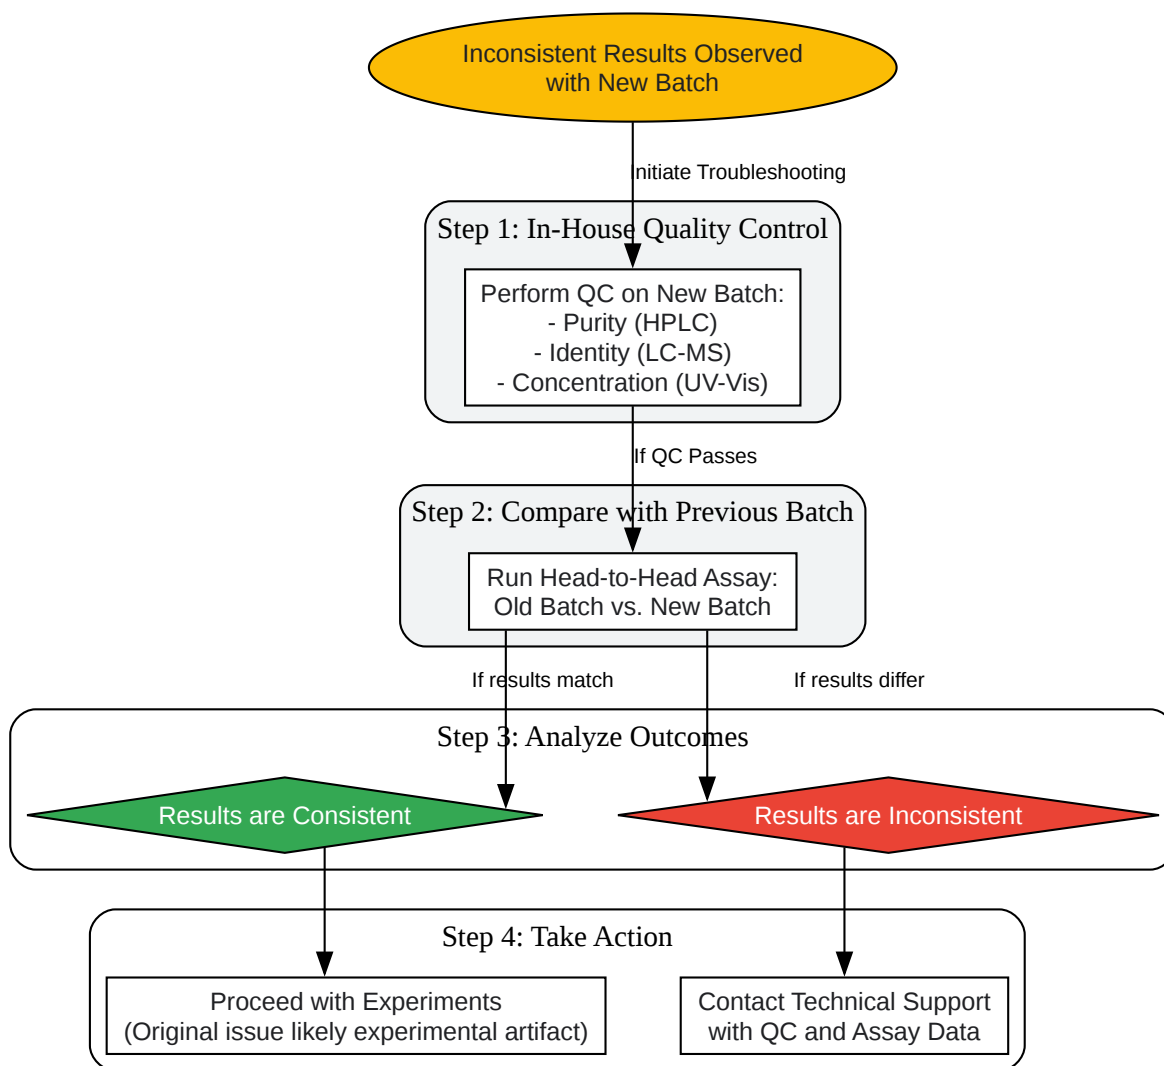 Inconsistent Results Observed
with New Batch
Initiate Troubleshooting
Step 1: In-House Quality Control
Perform QC on New Batch:
- Purity (HPLC)
- Identity (LC-MS)
- Concentration (UV-Vis)
If QC Passes
Step 2: Compare with Previous Batch
Run Head-to-Head Assay:
Old Batch vs. New Batch
If results match
If results differ
Step 3: Analyze Outcomes
Results are Consistent
Results are Inconsistent
Step 4: Take Action
Proceed with Experiments
(Original issue likely experimental artifact)
Contact Technical Support
with QC and Assay Data